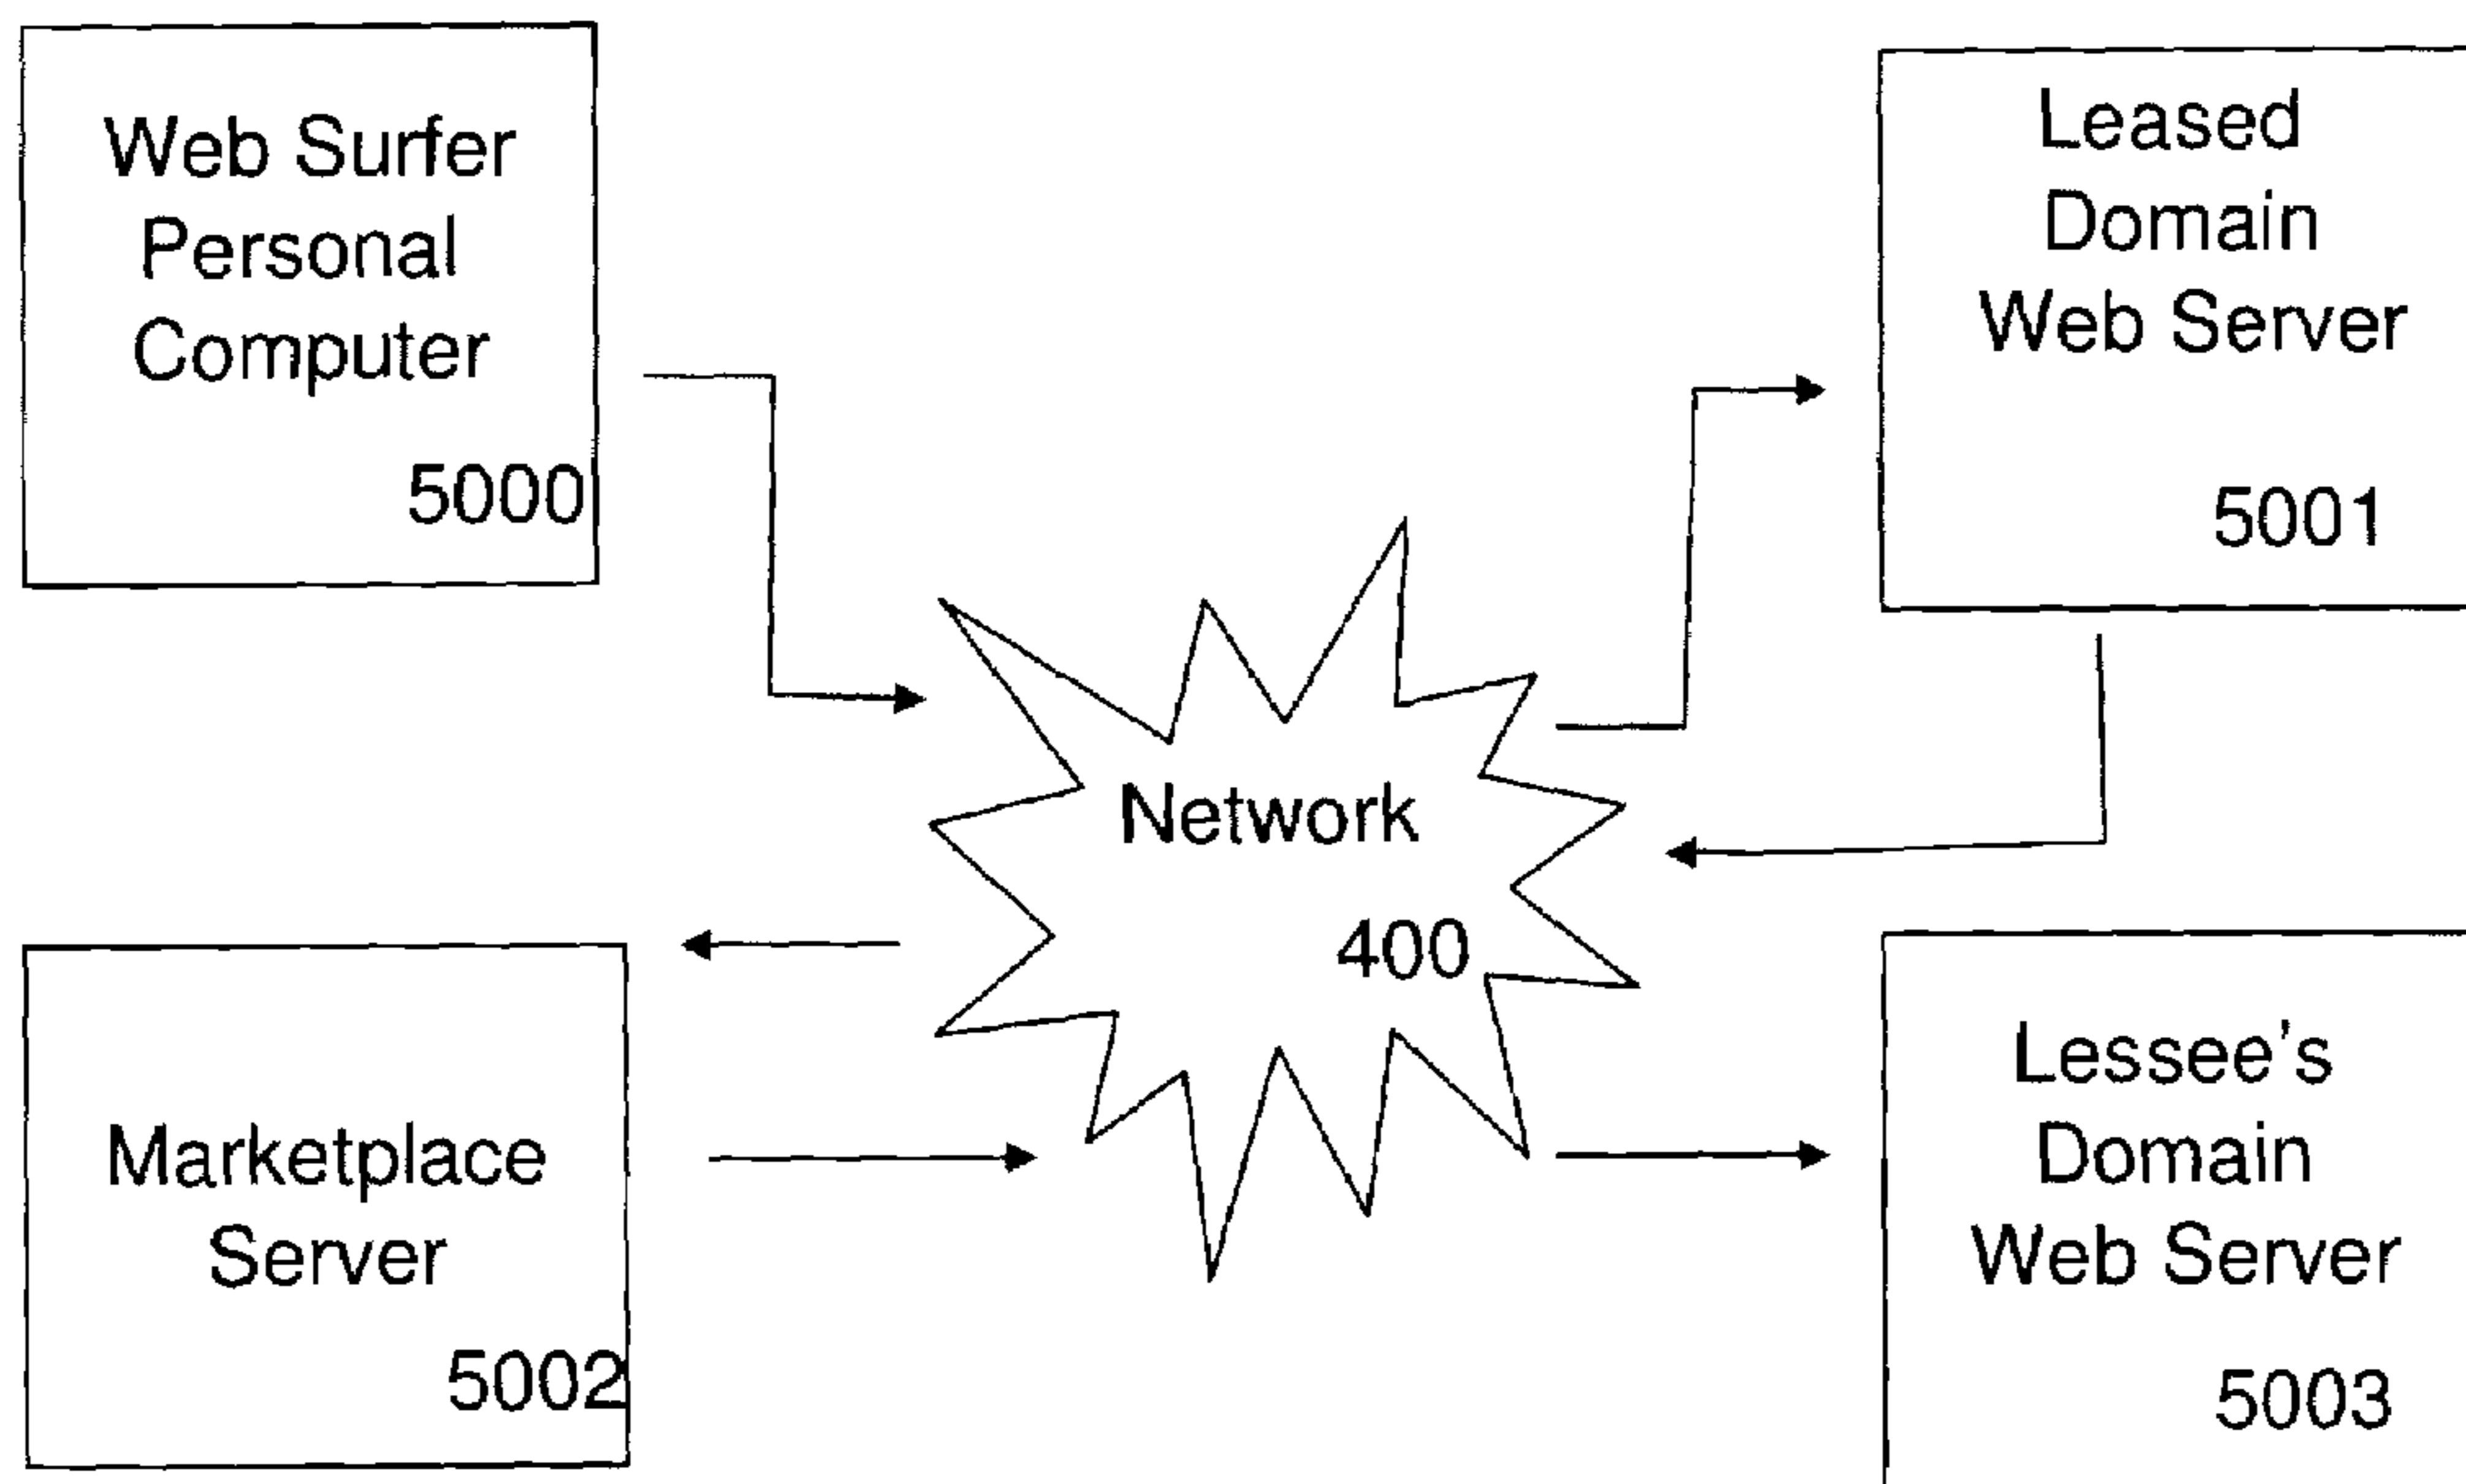 Web Surfer
Personal
Computer
5000
Leased
Domain
Web Server
5001
Network
400
Marketplace
Server
5002
Lessee's
Domain
Web Server
5003